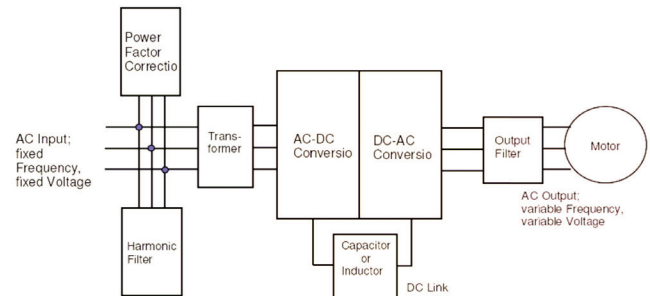 Power
Factor
Correctio
AC Input;
fixed
Frequency,
fixed Voltage
Trans-
former
AC-DC
Conversio
DC-AC
Conversio
Output
Filter
Motor
AC Output;
variable Frequency,
variable Voltage
Harmonic
Filter
Capacitor
or
Inductor
DC Link